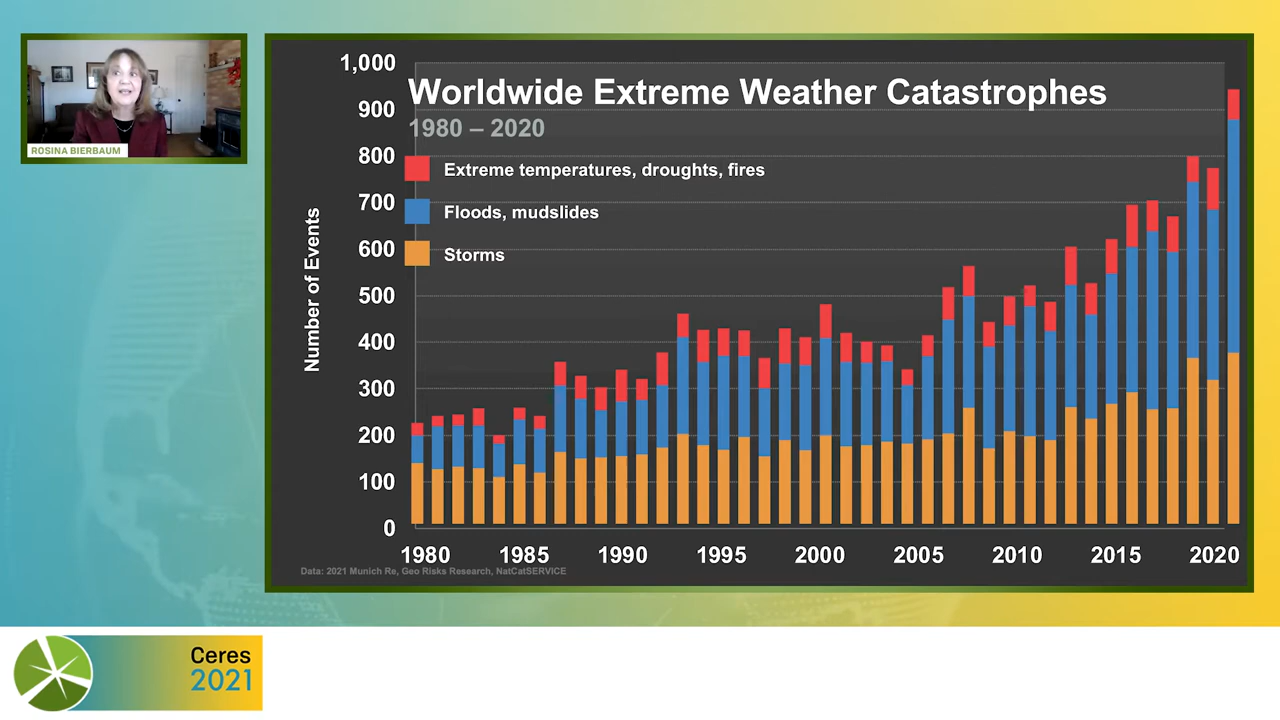 ROSINA BIERBAUM
Worldwide Extreme Weather Catastrophes
1980 – 2020
Extreme temperatures, droughts, fires
Floods, mudslides
Storms
Number of Events
1,000
900
800
700
600
500
400
300
200
100
0
1980 1985 1990 1995 2000 2005 2010 2015 2020
Data: 2021 Munich Re, Geo Risks Research, NatCatSERVICE
Ceres
2021